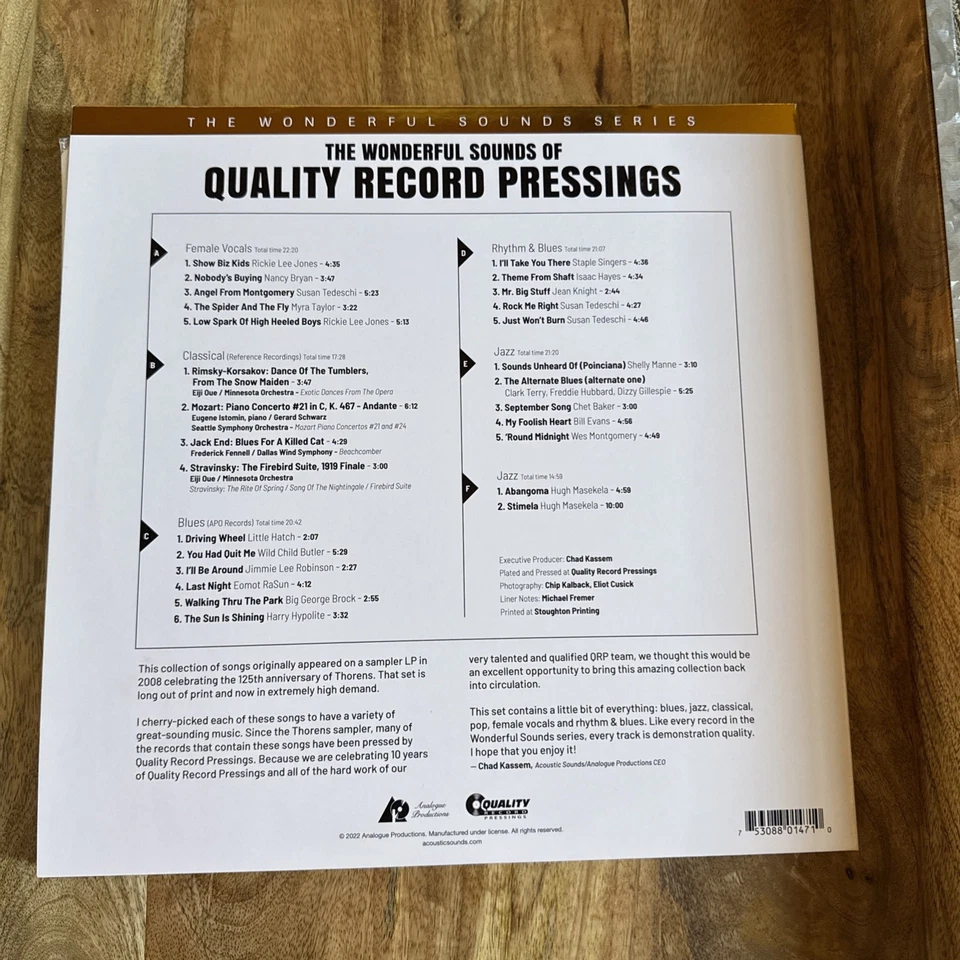 THE WONDERFUL SOUNDS SERIES
THE WONDERFUL SOUNDS OF
QUALITY RECORD PRESSINGS
A
Female Vocals Total time 22:20
1. Show Biz Kids Rickie Lee Jones - 4:35
2. Nobody's Buying Nancy Bryan - 3:47
3. Angel From Montgomery Susan Tedeschi - 5:23
4. The Spider And The Fly Myra Taylor - 3:22
5. Low Spark Of High Heeled Boys Rickie Lee Jones - 5:13
B
Classical (Reference Recordings) Total time 17:28
1. Rimsky-Korsakov: Dance Of The Tumblers,
From The Snow Maiden - 3:47
Eiji Oue / Minnesota Orchestra - Exotic Dances From The Opera
2. Mozart: Piano Concerto #21 in C, K. 467 - Andante - 6:12
Eugene Istomin, piano / Gerard Schwarz
Seattle Symphony Orchestra - Mozart Piano Concertos #21 and #24
3. Jack End: Blues For A Killed Cat - 4:29
Frederick Fennell / Dallas Wind Symphony - Beachcomber
4. Stravinsky: The Firebird Suite, 1919 Finale - 3:00
Eiji Oue / Minnesota Orchestra
Stravinsky: The Rite Of Spring / Song Of The Nightingale / Firebird Suite
C
Blues (APO Records) Total time 20:42
1. Driving Wheel Little Hatch - 2:07
2. You Had Quit Me Wild Child Butler - 5:29
3. I'll Be Around Jimmie Lee Robinson - 2:27
4. Last Night Eomot RaSun - 4:12
5. Walking Thru The Park Big George Brock - 2:55
6. The Sun Is Shining Harry Hypolite - 3:32
D
Rhythm & Blues Total time 21:07
1. I'll Take You There Staple Singers - 4:36
2. Theme From Shaft Isaac Hayes - 4:34
3. Mr. Big Stuff Jean Knight - 2:44
4. Rock Me Right Susan Tedeschi - 4:27
5. Just Won't Burn Susan Tedeschi - 4:46
E
Jazz Total time 21:20
1. Sounds Unheard Of (Poinciana) Shelly Manne - 3:10
2. The Alternate Blues (alternate one)
Clark Terry, Freddie Hubbard, Dizzy Gillespie - 5:25
3. September Song Chet Baker - 3:00
4. My Foolish Heart Bill Evans - 4:56
5. 'Round Midnight Wes Montgomery - 4:49
F
Jazz Total time 14:59
1. Abangoma Hugh Masekela - 4:59
2. Stimela Hugh Masekela - 10:00
Executive Producer: Chad Kassem
Plated and Pressed at Quality Record Pressings
Photography: Chip Kalback, Eliot Cusick
Liner Notes: Michael Fremer
Printed at Stoughton Printing
This collection of songs originally appeared on a sampler LP in
2008 celebrating the 125th anniversary of Thorens. That set is
long out of print and now in extremely high demand.
I cherry-picked each of these songs to have a variety of
great-sounding music. Since the Thorens sampler, many of
the records that contain these songs have been pressed by
Quality Record Pressings. Because we are celebrating 10 years
of Quality Record Pressings and all of the hard work of our
very talented and qualified QRP team, we thought this would be
an excellent opportunity to bring this amazing collection back
into circulation.
This set contains a little bit of everything: blues, jazz, classical,
pop, female vocals and rhythm & blues. Like every record in the
Wonderful Sounds series, every track is demonstration quality.
I hope that you enjoy it!
— Chad Kassem, Acoustic Sounds/Analogue Productions CEO
Analogue
Productions
QUALITY
RECORD
PRESSINGS
© 2022 Analogue Productions. Manufactured under license. All rights reserved.
acousticsounds.com
7 53088 01471 0